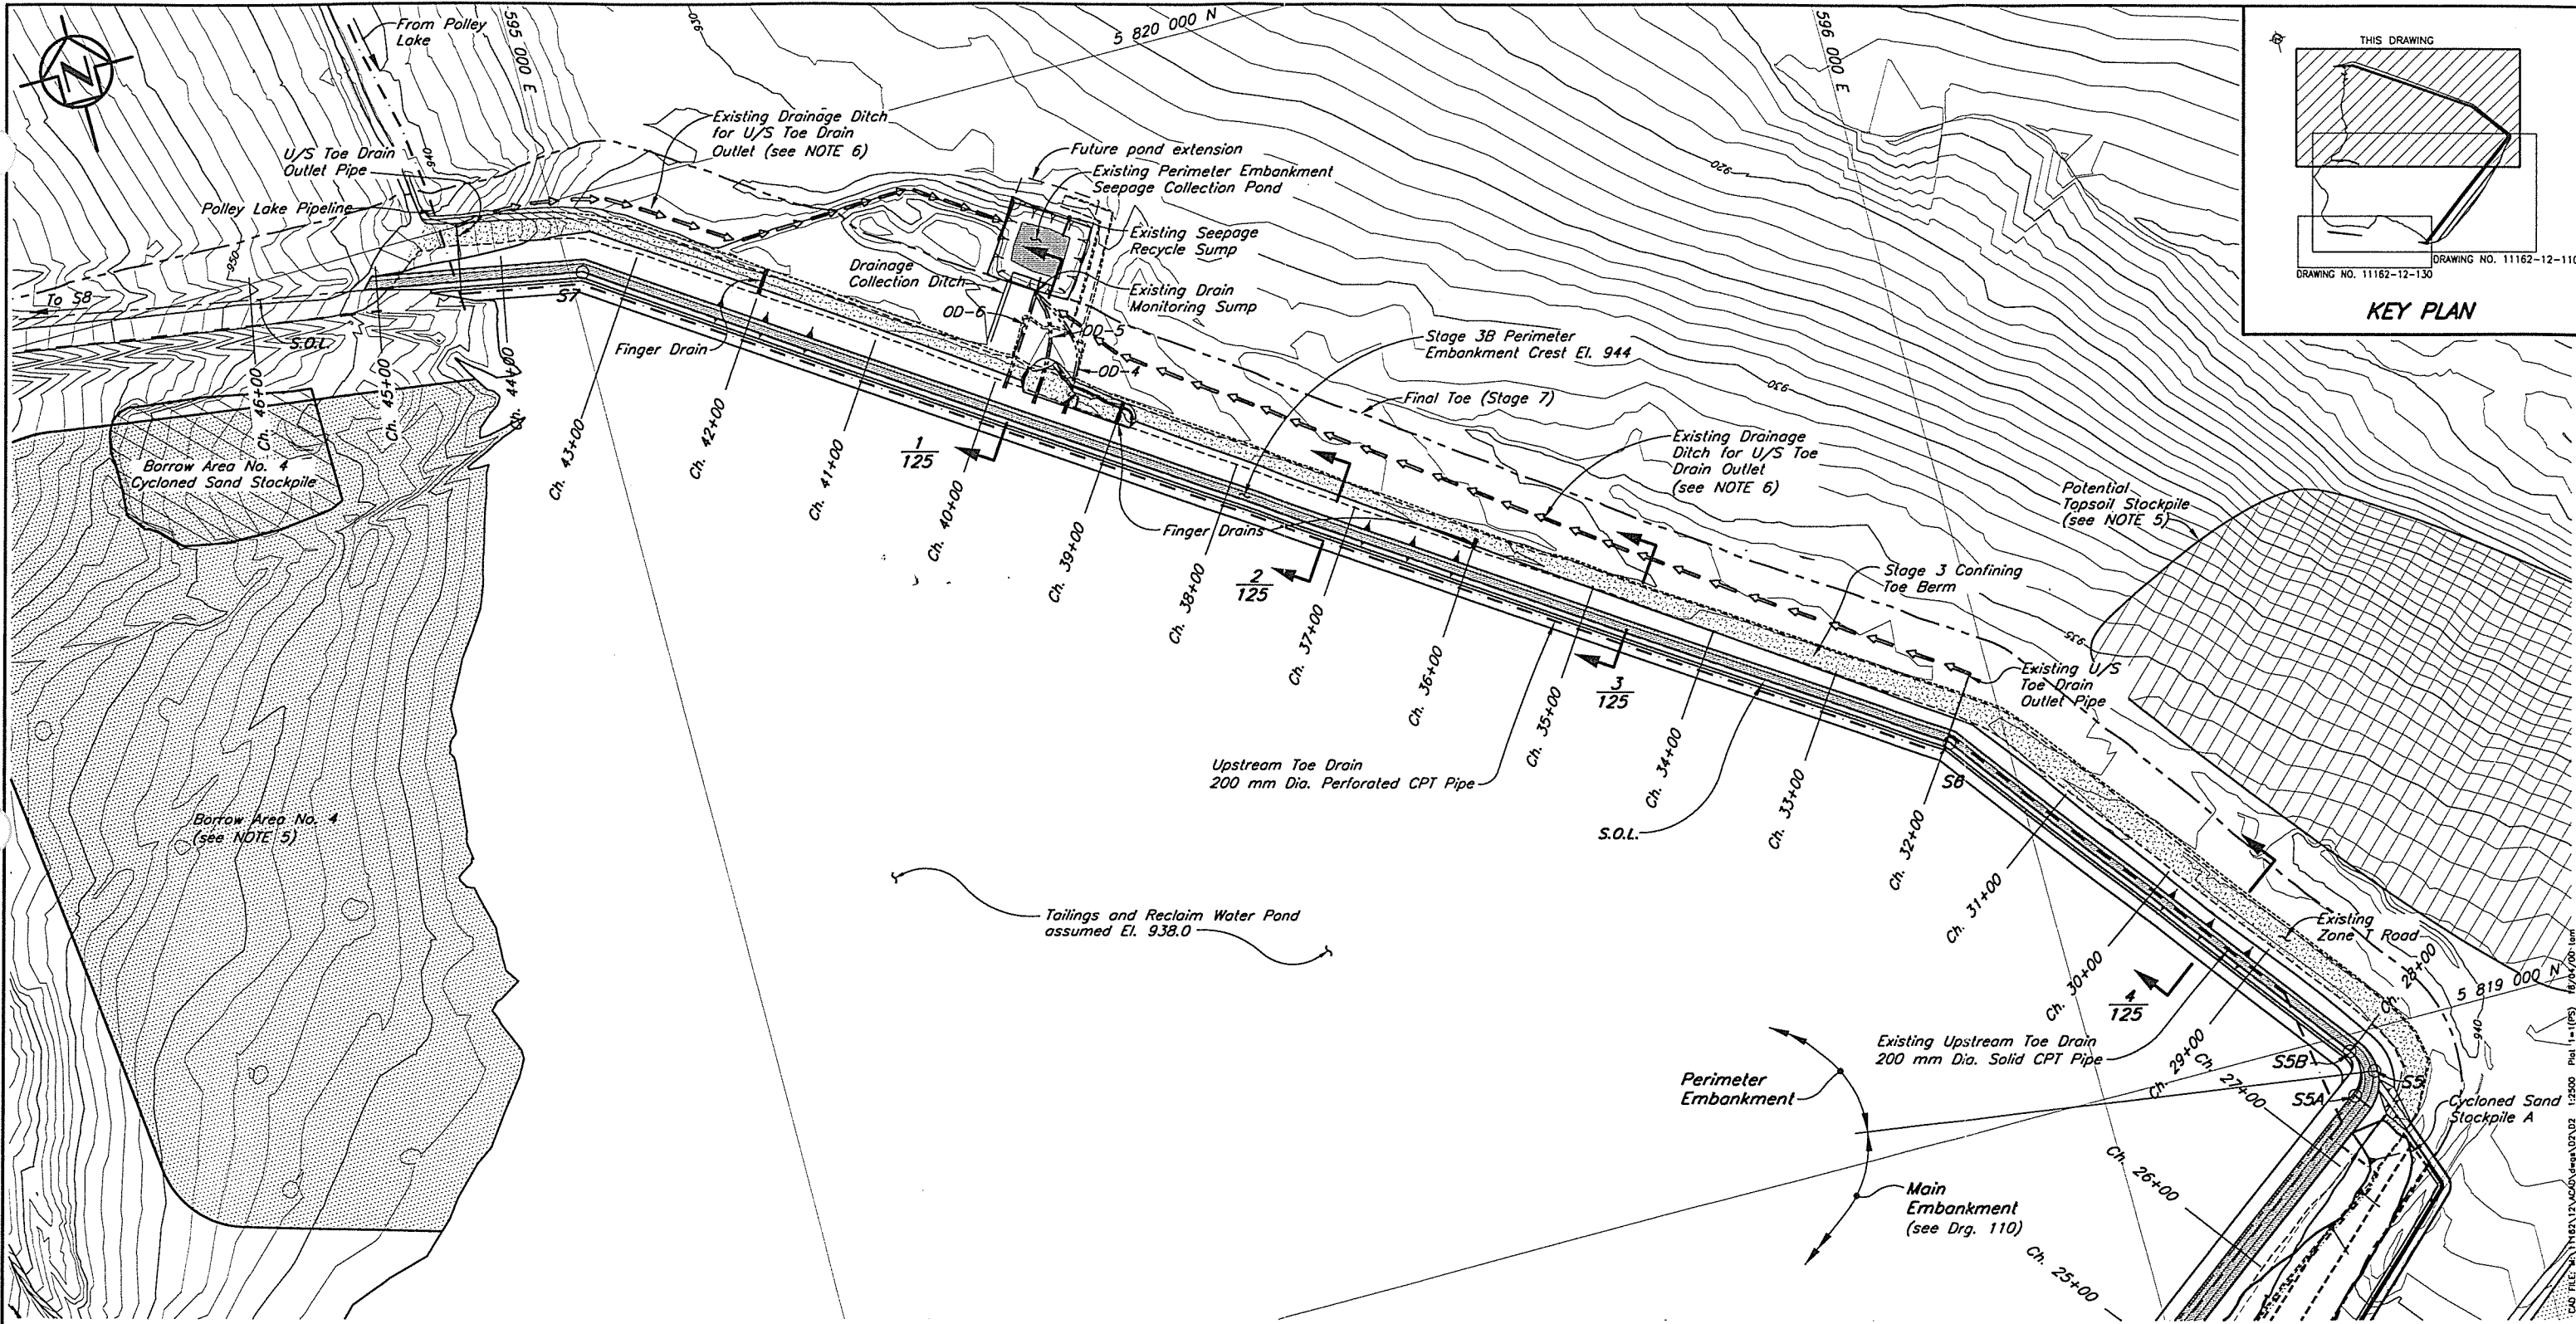 From Polley
Lake
595 000 E
930
5 820 000 N
596 000 E
THIS DRAWING
DRAWING NO. 11162-12-110
DRAWING NO. 11162-12-130
KEY PLAN
N
Existing Drainage Ditch
for U/S Toe Drain
Outlet (see NOTE 6)
U/S Toe Drain
Outlet Pipe
940
Polley Lake Pipeline
Future pond extension
Existing Perimeter Embankment
Seepage Collection Pond
920
950
Existing Seepage
Recycle Sump
Drainage
Collection Ditch
Existing Drain
Monitoring Sump
To S8
S7
OD-6
OD-5
OD-4
S.O.L.
Finger Drain
Stage 3B Perimeter
Embankment Crest El. 944
930
Final Toe (Stage 7)
Ch. 46+00
Ch. 45+00
Ch. 44+00
Ch. 43+00
Ch. 42+00
Ch. 41+00
Ch. 40+00
Ch. 39+00
Ch. 38+00
Ch. 37+00
Ch. 36+00
Ch. 35+00
Ch. 34+00
Ch. 33+00
Ch. 32+00
Ch. 31+00
Ch. 30+00
Ch. 29+00
Ch. 28+00
Ch. 27+00
Ch. 26+00
Ch. 25+00
1
125
Borrow Area No. 4
Cycloned Sand Stockpile
Existing Drainage
Ditch for U/S Toe
Drain Outlet
(see NOTE 6)
Potential
Topsoil Stockpile
(see NOTE 5)
Finger Drains
2
125
Stage 3 Confining
Toe Berm
935
3
125
Existing U/S
Toe Drain
Outlet Pipe
Upstream Toe Drain
200 mm Dia. Perforated CPT Pipe
S6
S.O.L.
Borrow Area No. 4
(see NOTE 5)
Tailings and Reclaim Water Pond
assumed El. 938.0
Existing
Zone T Road
4
125
5 819 000 N
940
Existing Upstream Toe Drain
200 mm Dia. Solid CPT Pipe
S5B
S5
S5A
Perimeter
Embankment
Cycloned Sand
Stockpile A
Main
Embankment
(see Drg. 110)